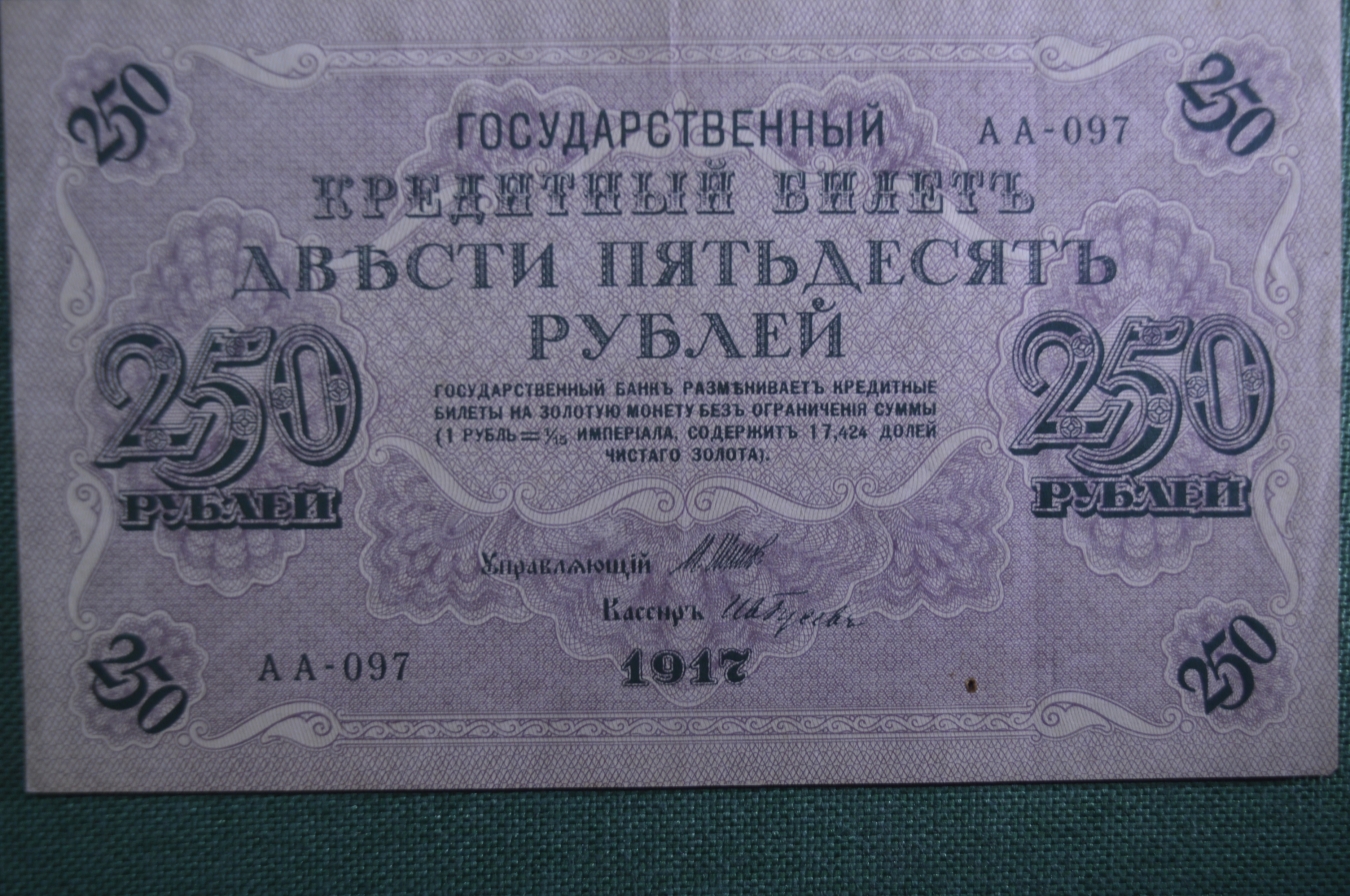 250 250
ГОСУДАРСТВЕННЫЙ АА-097
КРЕДИТНЫЙ БИЛЕТЪ
ДВѢСТИ ПЯТЬДЕСЯТЪ
РУБЛЕЙ
250 250
РУБЛЕЙ РУБЛЕЙ
ГОСУДАРСТВЕННЫЙ БАНКЪ РАЗМѢНИВАЕТЪ КРЕДИТНЫЕ
БИЛЕТЫ НА ЗОЛОТУЮ МОНЕТУ БЕЗЪ ОГРАНИЧЕНІЯ СУММЫ
(1 РУБЛЬ = 1/15 ИМПЕРІАЛА, СОДЕРЖИТЪ 17,424 ДОЛЕЙ
ЧИСТАГО ЗОЛОТА).
Управляющій И. Шипов
Кассиръ
АА-097 1917
250 250